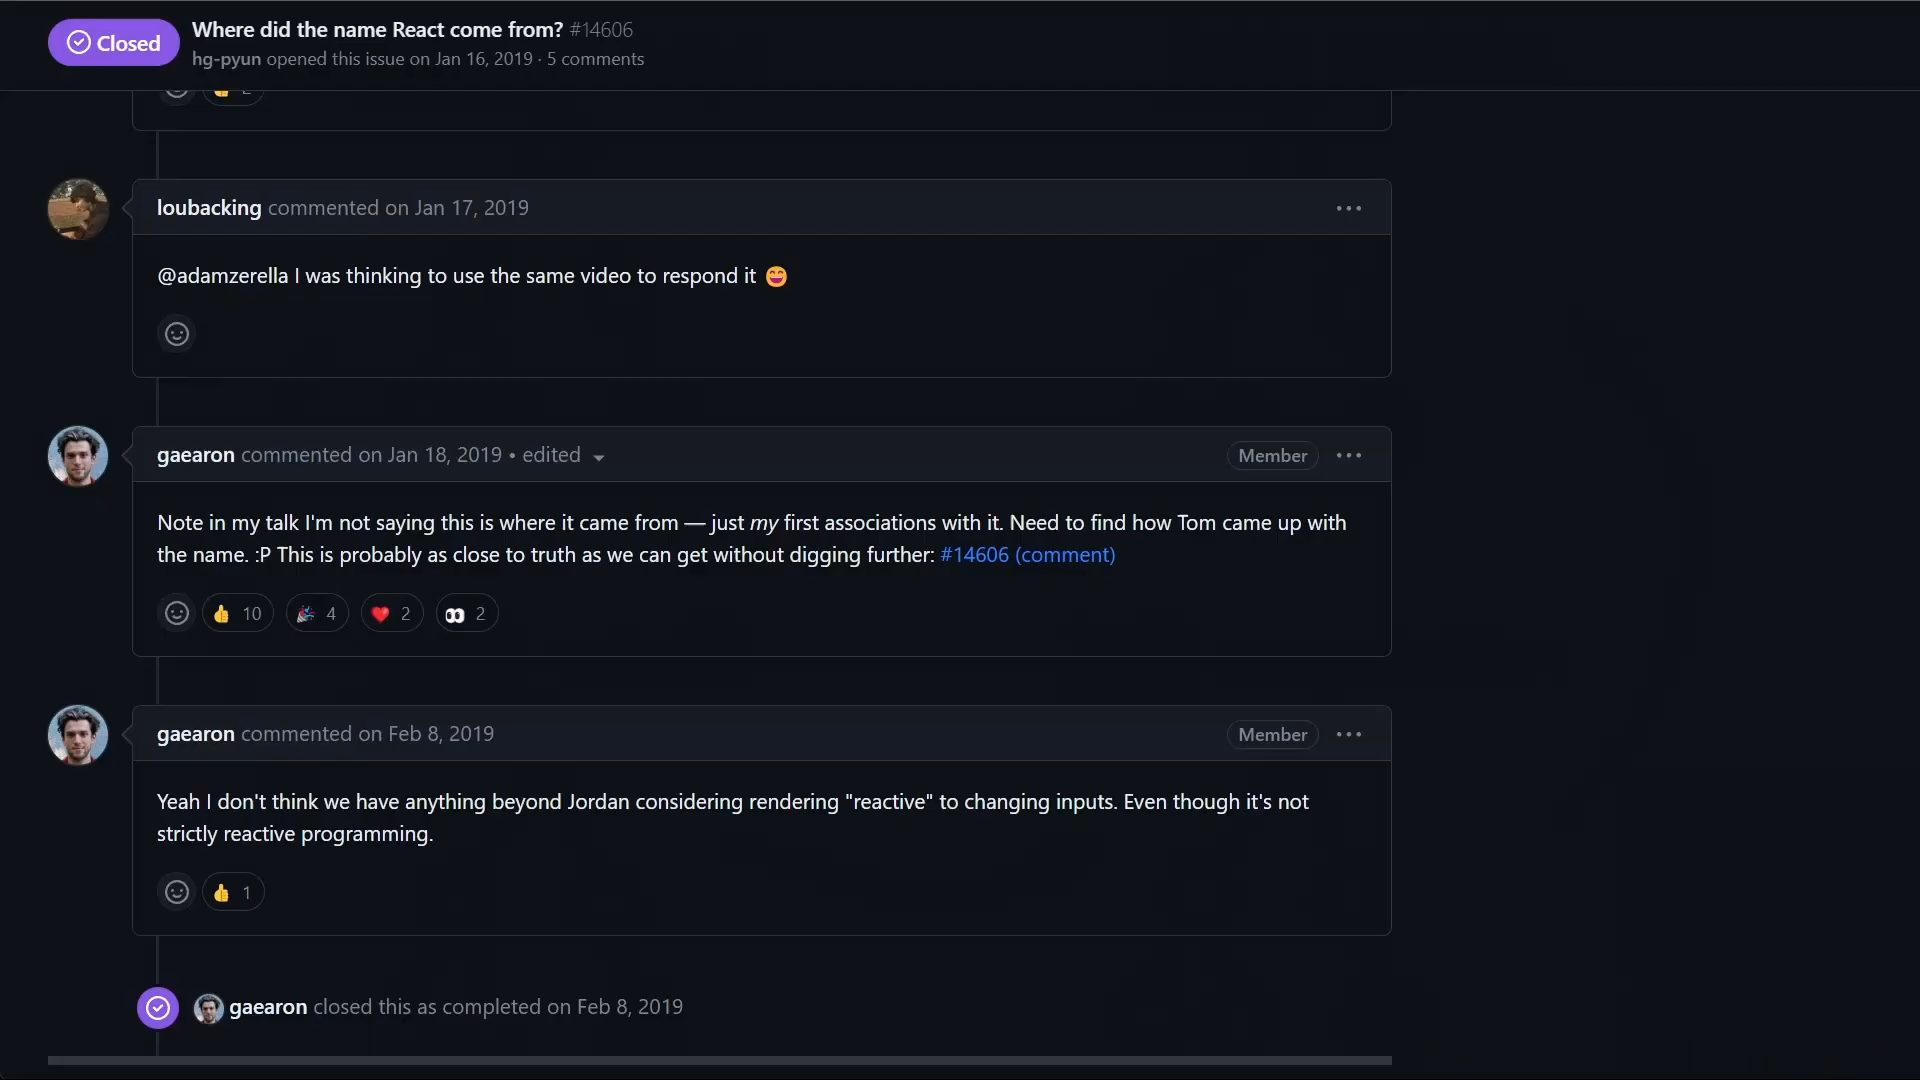 Closed
Where did the name React come from? #14606
hg-pyun opened this issue on Jan 16, 2019 · 5 comments
loubacking commented on Jan 17, 2019
@adamzerella I was thinking to use the same video to respond it 😄
gaearon commented on Jan 18, 2019 • edited
Member
Note in my talk I'm not saying this is where it came from — just my first associations with it. Need to find how Tom came up with
the name. :P This is probably as close to truth as we can get without digging further: #14606 (comment)
👍 10 🎉 4 ❤️ 2 👀 2
gaearon commented on Feb 8, 2019
Member
Yeah I don't think we have anything beyond Jordan considering rendering "reactive" to changing inputs. Even though it's not
strictly reactive programming.
👍 1
gaearon closed this as completed on Feb 8, 2019